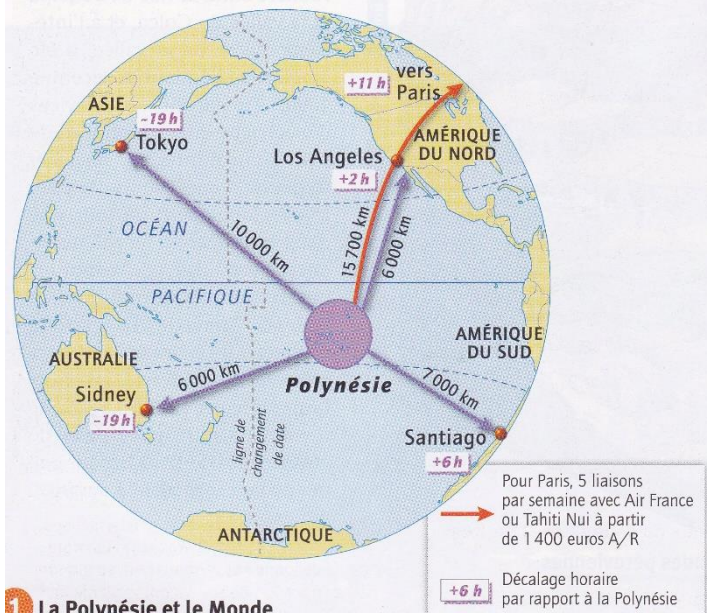 +11 h
vers
Paris
ASIE
-19 h
Tokyo
AMÉRIQUE
DU NORD
Los Angeles
+2 h
OCÉAN
10 000 km
15 700 km
6 000 km
PACIFIQUE
AUSTRALIE
AMÉRIQUE
DU SUD
6 000 km
Polynésie
7 000 km
Sidney
-19 h
ligne de
changement
de date
Santiago
+6 h
ANTARCTIQUE
Pour Paris, 5 liaisons
par semaine avec Air France
ou Tahiti Nui à partir
de 1 400 euros A/R
+6 h
Décalage horaire
par rapport à la Polynésie
1 La Polynésie et le Monde